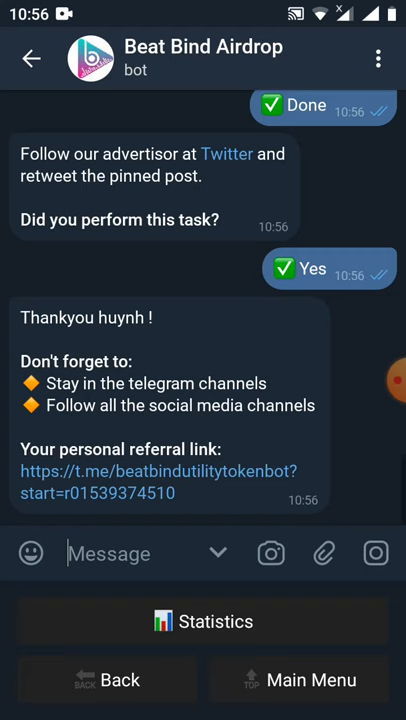 10:56
Beat Bind Airdrop
bot
✅ Done 10:56
Follow our advertisor at Twitter and
retweet the pinned post.
Did you perform this task?
10:56
✅ Yes 10:56
Thankyou huynh !
Don't forget to:
🔶 Stay in the telegram channels
🔶 Follow all the social media channels
Your personal referral link:
https://t.me/beatbindutilitytokenbot?
start=r01539374510
10:56
Message
📊 Statistics
BACK Back
TOP Main Menu